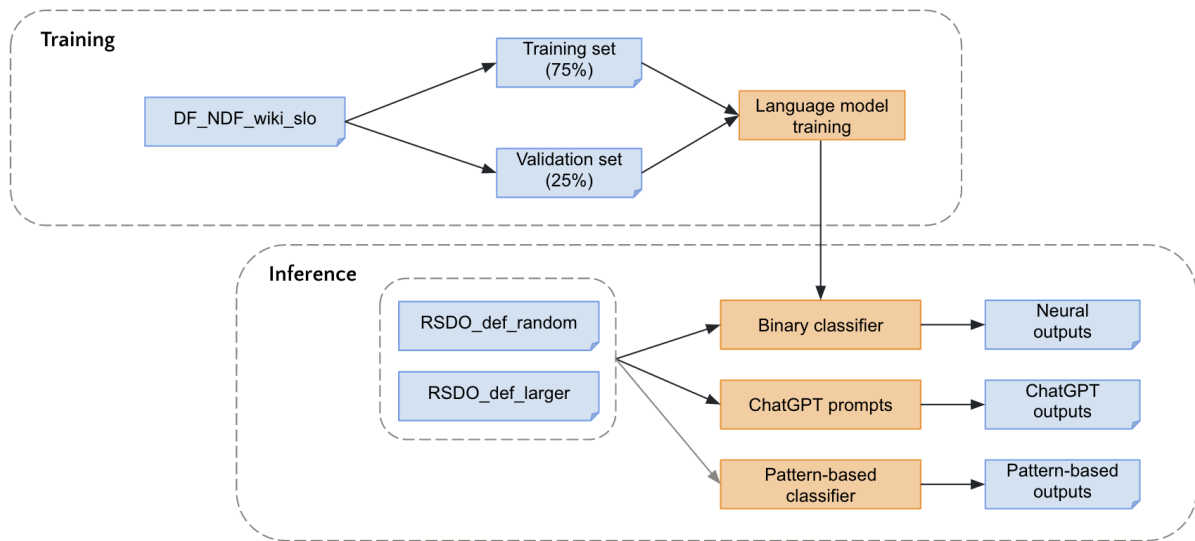 Training
DF_NDF_wiki_slo
Training set
(75%)
Validation set
(25%)
Language model
training
Inference
RSDO_def_random
RSDO_def_larger
Binary classifier
Neural
outputs
ChatGPT prompts
ChatGPT
outputs
Pattern-based
classifier
Pattern-based
outputs